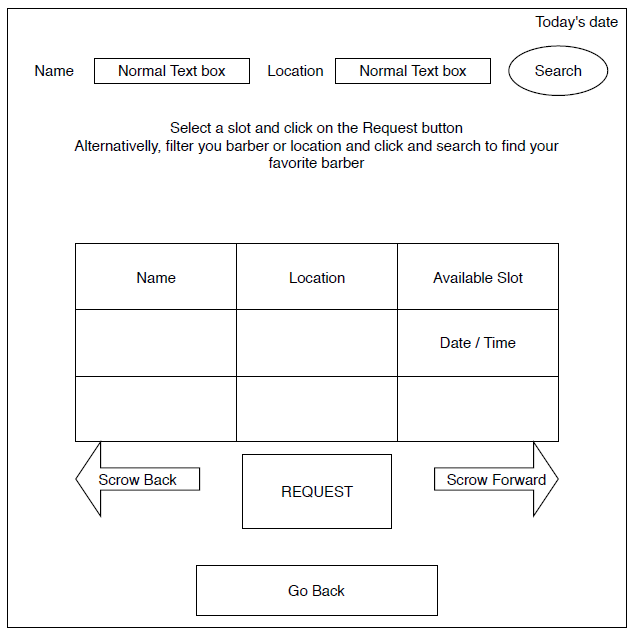 Today's date
Name Normal Text box Location Normal Text box Search
Select a slot and click on the Request button
Alternativelly, filter you barber or location and click and search to find your
favorite barber
Name Location Available Slot
Date / Time
Scrow Back REQUEST Scrow Forward
Go Back